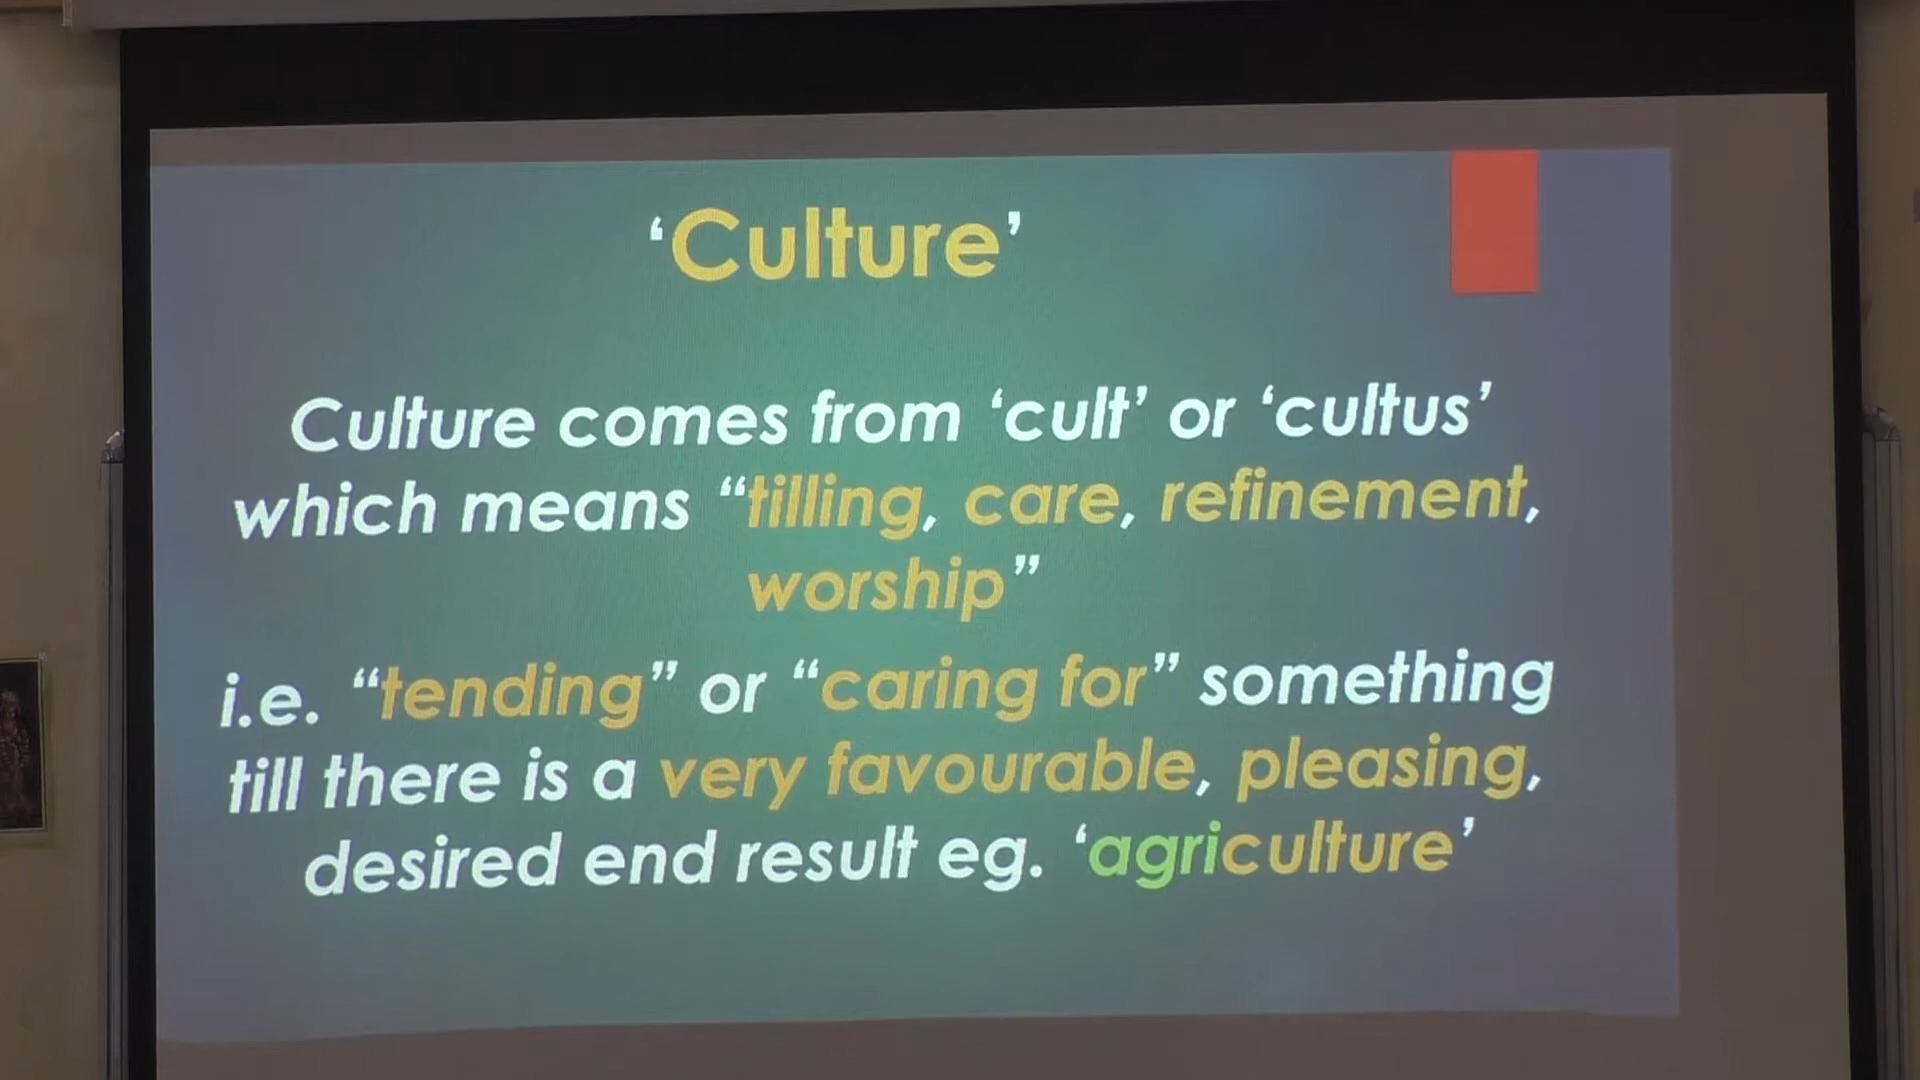 ‘Culture’
Culture comes from ‘cult’ or ‘cultus’
which means “tilling, care, refinement,
worship”
i.e. “tending” or “caring for” something
till there is a very favourable, pleasing,
desired end result eg. ‘agriculture’